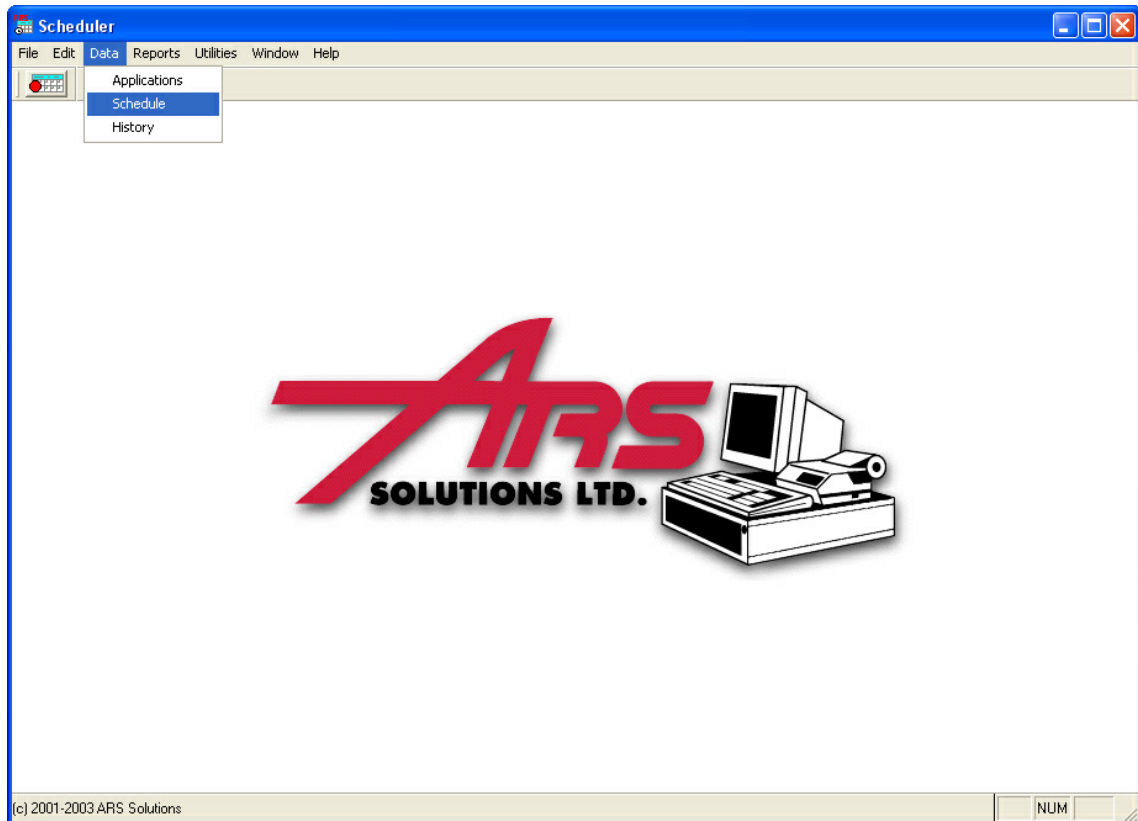 Scheduler
File Edit Data Reports Utilities Window Help
Applications
Schedule
History
ARS
SOLUTIONS LTD.
(c) 2001-2003 ARS Solutions
NUM